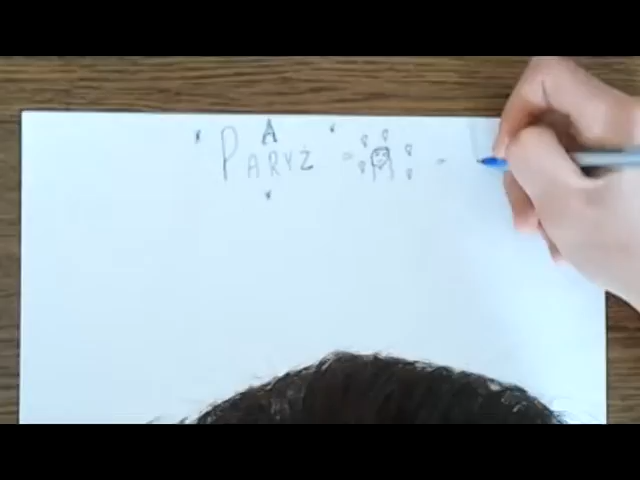 A
PARYŻ = =